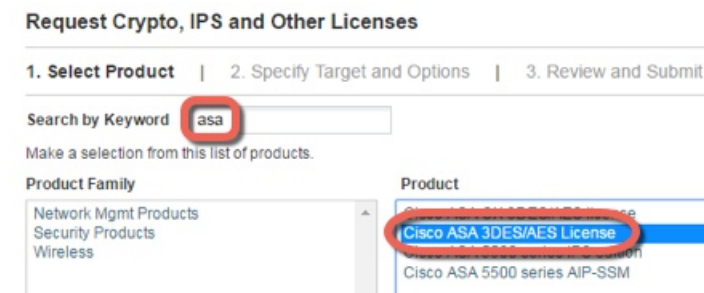 Request Crypto, IPS and Other Licenses
1. Select Product | 2. Specify Target and Options | 3. Review and Submit
Search by Keyword asa
Make a selection from this list of products.
Product Family Product
Network Mgmt Products
Security Products
Wireless
Cisco ASA 3DES/AES License
Cisco ASA 5500 series AIP-SSM